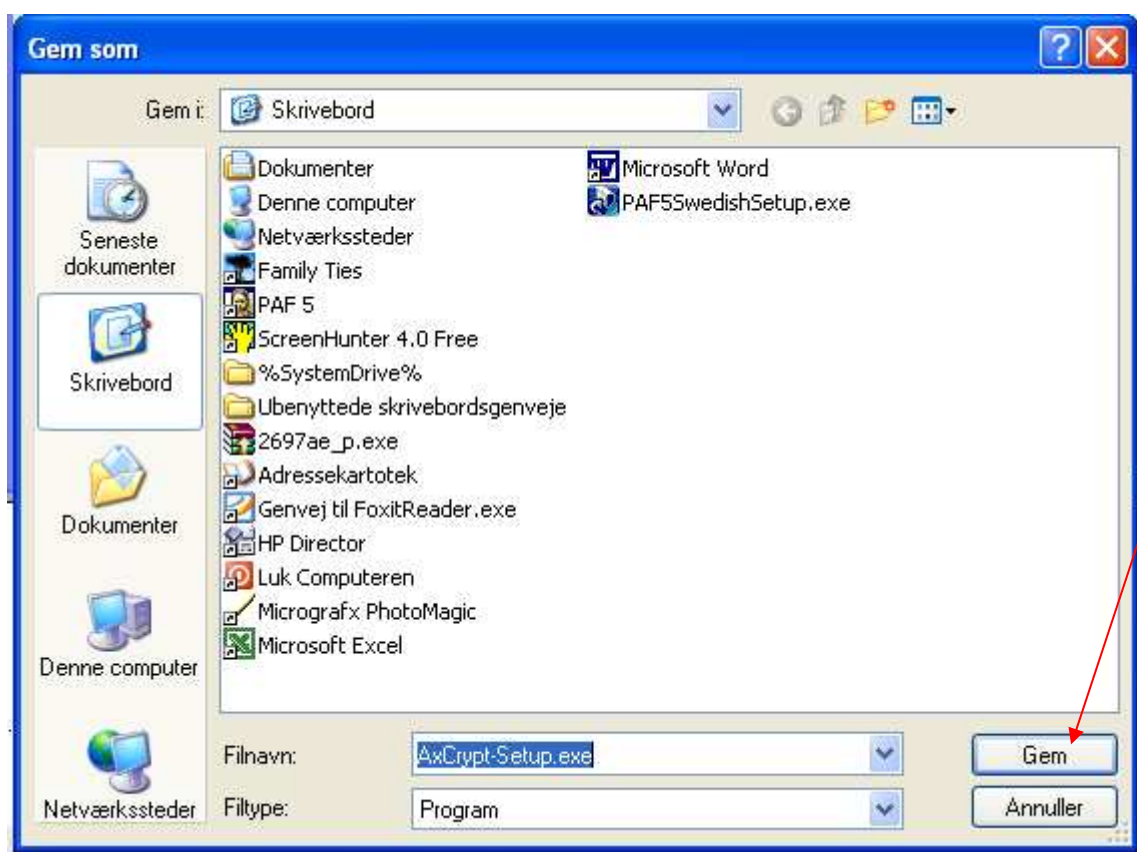 Gem som
Gem i:
Skrivebord
Seneste
dokumenter
Skrivebord
Dokumenter
Denne computer
Netværkssteder
Dokumenter
Denne computer
Netværkssteder
Family Ties
PAF 5
ScreenHunter 4.0 Free
%SystemDrive%
Ubenyttede skrivebordsgenveje
2697ae_p.exe
Adressekartotek
Genvej til FoxitReader.exe
HP Director
Luk Computeren
Micrografx PhotoMagic
Microsoft Excel
Microsoft Word
PAF5SwedishSetup.exe
Filnavn:
AxCrypt-Setup.exe
Gem
Filtype:
Program
Annuller